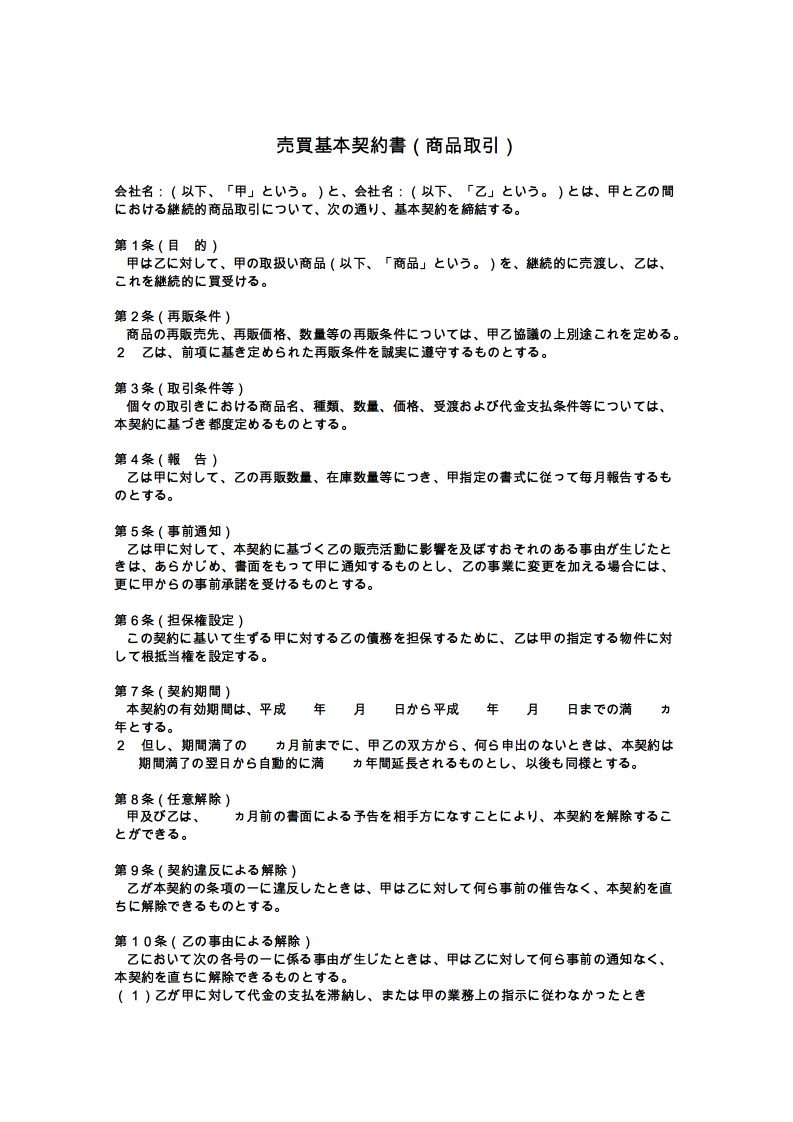 売買基本契約書（商品取引）
会社名：（以下、「甲」という。）と、会社名：（以下、「乙」という。）とは、甲と乙の間
における継続的商品取引について、次の通り、基本契約を締結する。
第１条（目　的）
　甲は乙に対して、甲の取扱い商品（以下、「商品」という。）を、継続的に売渡し、乙は、
これを継続的に買受ける。
第２条（再販条件）
　商品の再販売先、再販価格、数量等の再販条件については、甲乙協議の上別途これを定める。
２　乙は、前項に基き定められた再販条件を誠実に遵守するものとする。
第３条（取引条件等）
　個々の取引きにおける商品名、種類、数量、価格、受渡および代金支払条件等については、
本契約に基づき都度定めるものとする。
第４条（報　告）
　乙は甲に対して、乙の再販数量、在庫数量等につき、甲指定の書式に従って毎月報告するも
のとする。
第５条（事前通知）
　乙は甲に対して、本契約に基づく乙の販売活動に影響を及ぼすおそれのある事由が生じたと
きは、あらかじめ、書面をもって甲に通知するものとし、乙の事業に変更を加える場合には、
更に甲からの事前承諾を受けるものとする。
第６条（担保権設定）
　この契約に基いて生ずる甲に対する乙の債務を担保するために、乙は甲の指定する物件に対
して根抵当権を設定する。
第７条（契約期間）
　本契約の有効期間は、平成　　年　　月　　日から平成　　年　　月　　日までの満　　ヵ
年とする。
２　但し、期間満了の　　ヵ月前までに、甲乙の双方から、何ら申出のないときは、本契約は
　　期間満了の翌日から自動的に満　　ヵ年間延長されるものとし、以後も同様とする。
第８条（任意解除）
　甲及び乙は、　　ヵ月前の書面による予告を相手方になすことにより、本契約を解除するこ
とができる。
第９条（契約違反による解除）
　乙が本契約の条項の一に違反したときは、甲は乙に対して何ら事前の催告なく、本契約を直
ちに解除できるものとする。
第１０条（乙の事由による解除）
　乙において次の各号の一に係る事由が生じたときは、甲は乙に対して何ら事前の通知なく、
本契約を直ちに解除できるものとする。
（１）乙が甲に対して代金の支払を滞納し、または甲の業務上の指示に従わなかったとき